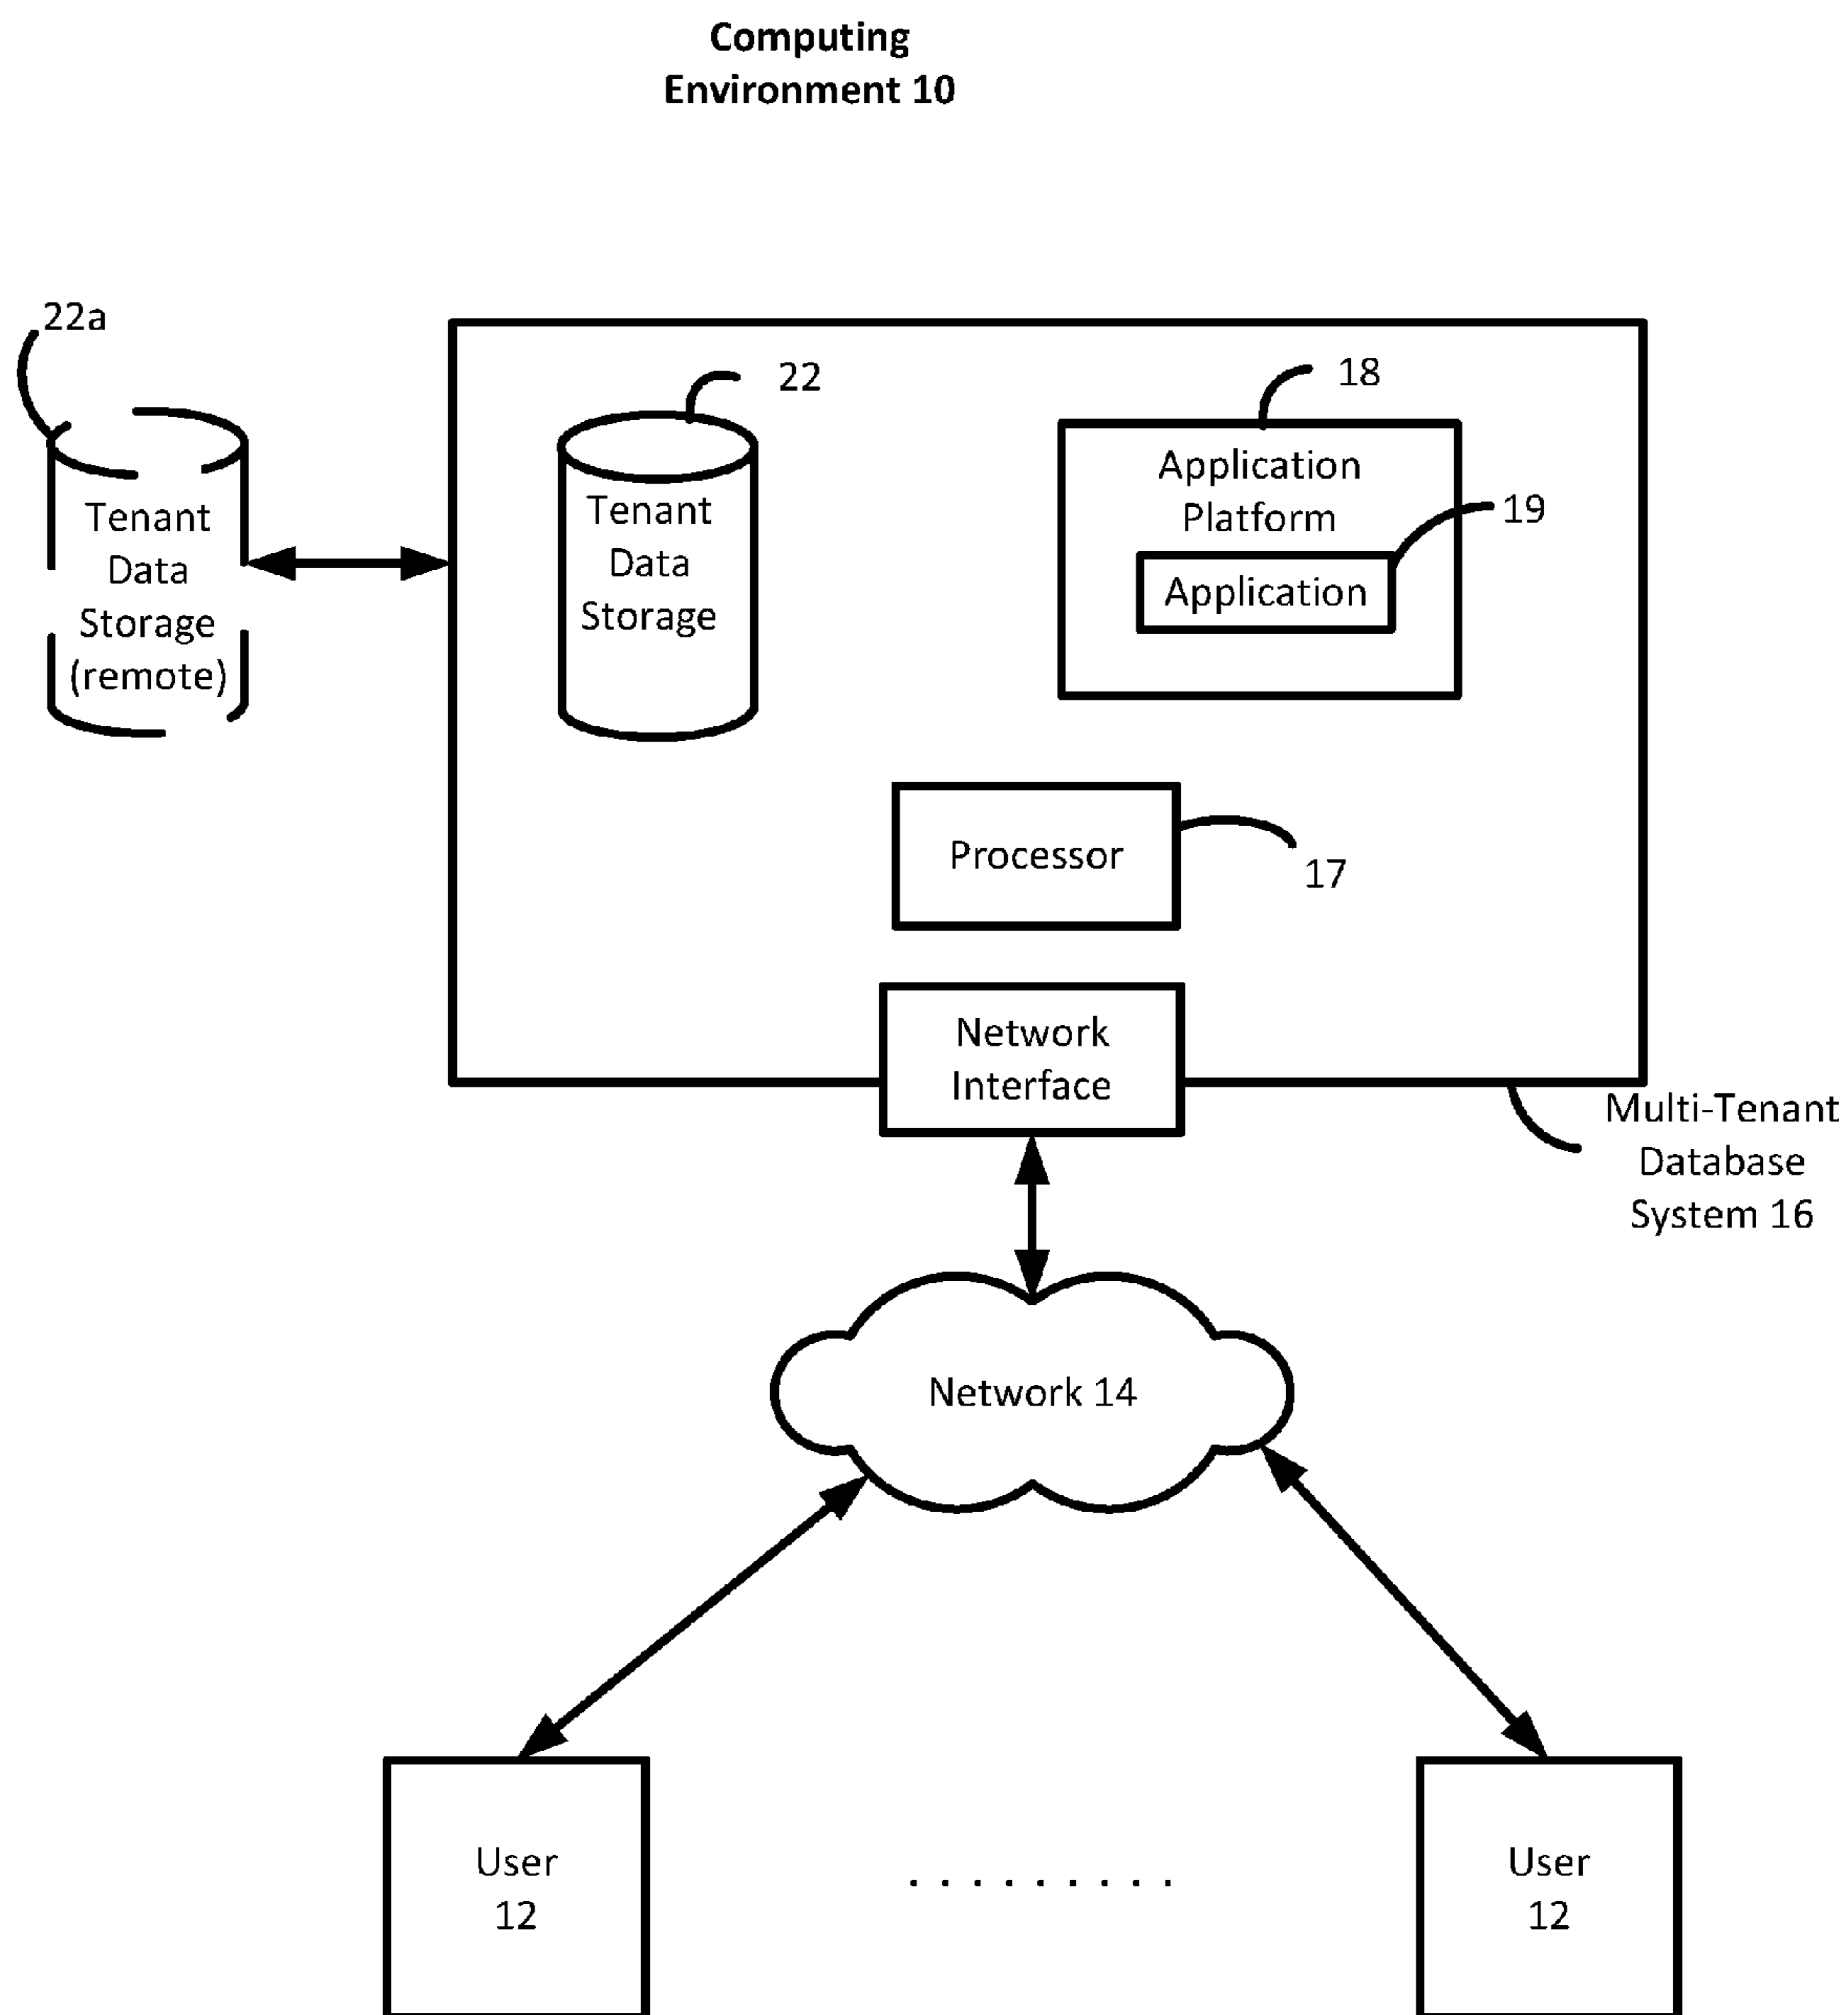 Computing
Environment 10
22a
22
18
Tenant
Data
Storage
(remote)
Tenant
Data
Storage
Application
Platform
19
Application
Processor
17
Network
Interface
Multi-Tenant
Database
System 16
Network 14
User
12
. . . . . . . . .
User
12